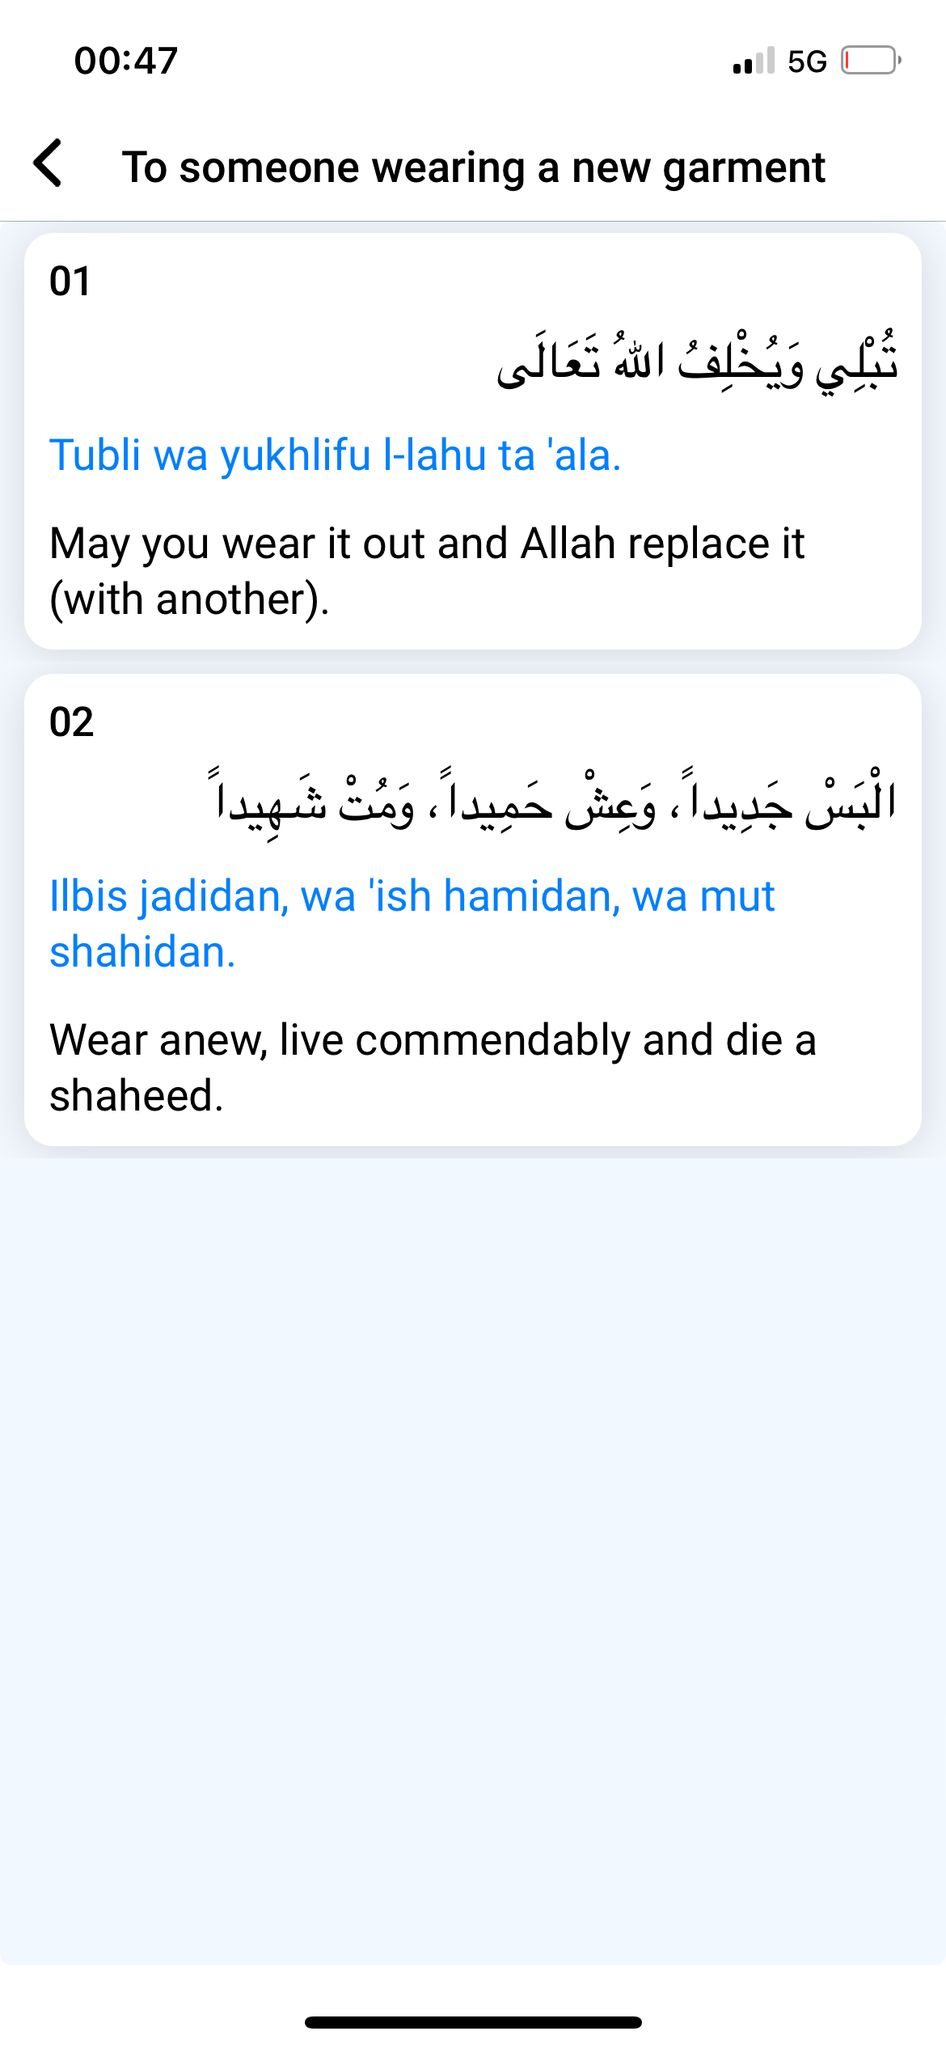 00:47
5G
To someone wearing a new garment
01
تُبْلِي وَيُخْلِفُ اللهُ تَعَالَى
Tubli wa yukhlifu l-lahu ta 'ala.
May you wear it out and Allah replace it
(with another).
02
الْبَسْ جَدِيداً، وَعِشْ حَمِيداً، وَمُتْ شَهِيداً
Ilbis jadidan, wa 'ish hamidan, wa mut
shahidan.
Wear anew, live commendably and die a
shaheed.